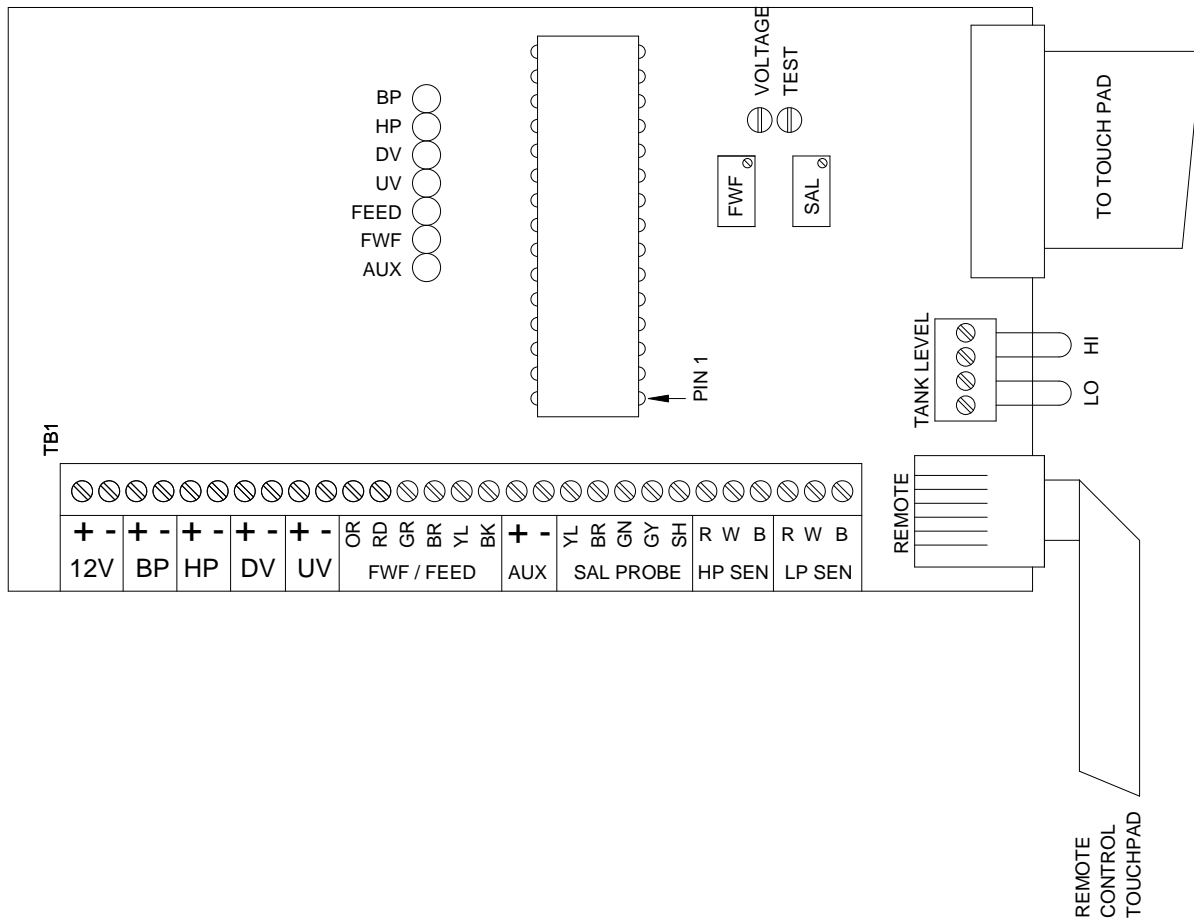 VOLTAGE
TEST
BP
HP
DV
UV
FEED
FWF
AUX
FWF
SAL
TO TOUCH PAD
PIN 1
TANK LEVEL
HI
LO
TB1
+ - + - + - + - + - OR RD GR BR YL BK + - YL BR GN GY SH R W B R W B
12V BP HP DV UV FWF / FEED AUX SAL PROBE HP SEN LP SEN
REMOTE
REMOTE
CONTROL
TOUCHPAD